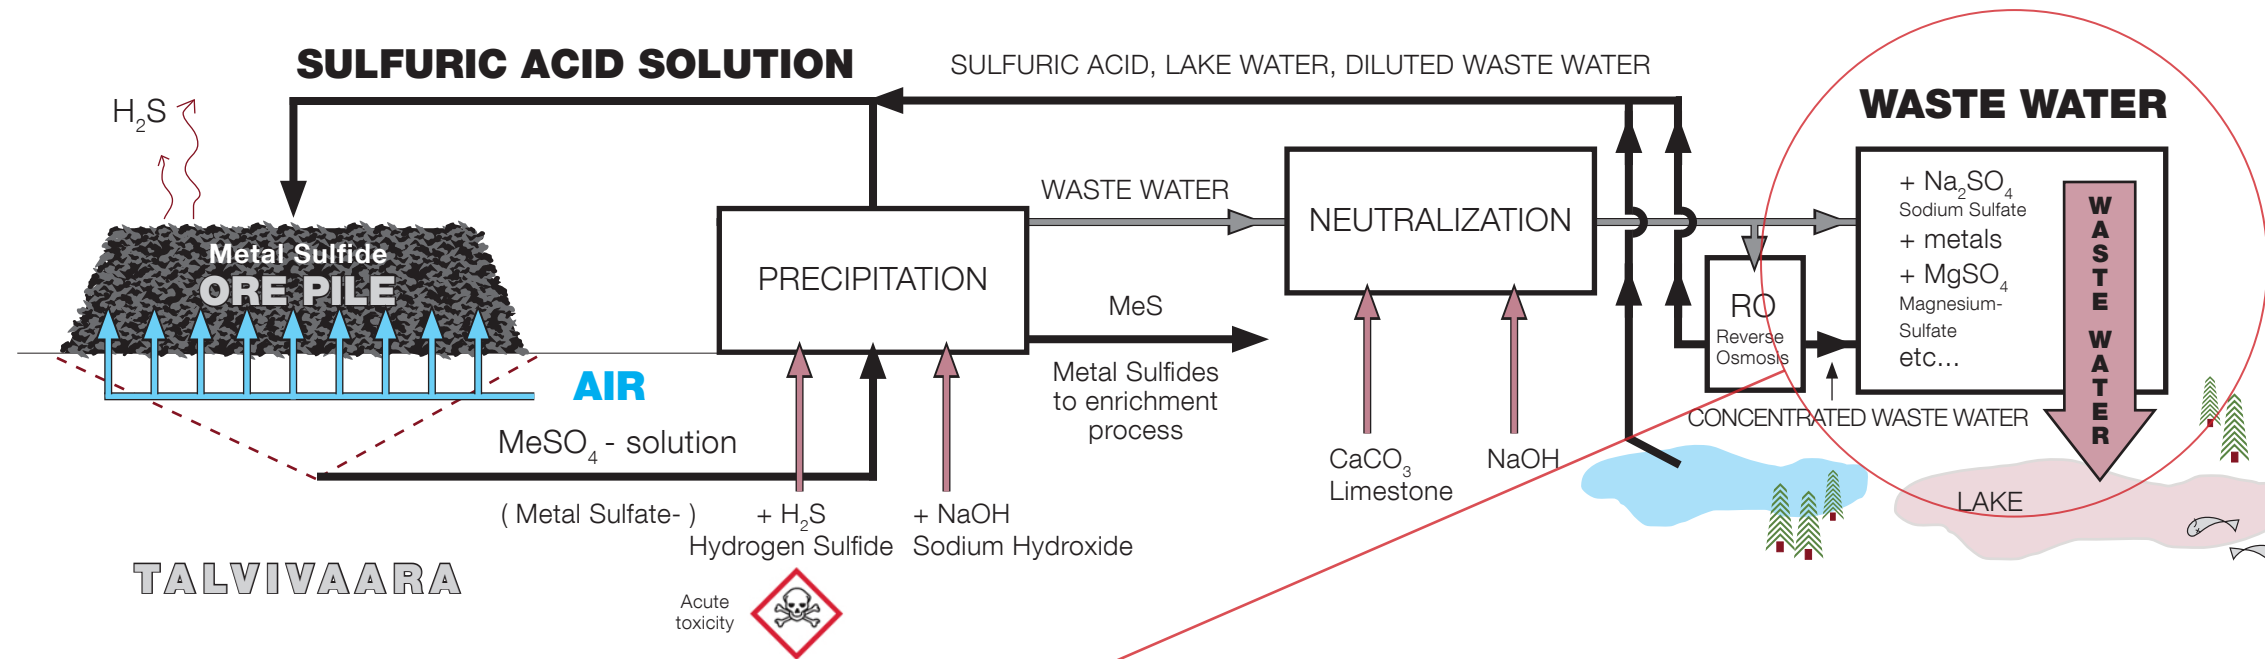 SULFURIC ACID SOLUTION
SULFURIC ACID, LAKE WATER, DILUTED WASTE WATER
H₂S
WASTE WATER
Metal Sulfide
ORE PILE
AIR
MeSO₄ - solution
( Metal Sulfate- )
PRECIPITATION
+ H₂S
Hydrogen Sulfide
+ NaOH
Sodium Hydroxide
Acute
toxicity
WASTE WATER
MeS
Metal Sulfides
to enrichment
process
NEUTRALIZATION
CaCO₃
Limestone
NaOH
RO
Reverse
Osmosis
CONCENTRATED WASTE WATER
+ Na₂SO₄
Sodium Sulfate
+ metals
+ MgSO₄
Magnesium-
Sulfate
etc...
WASTE WATER
LAKE
TALVIVAARA